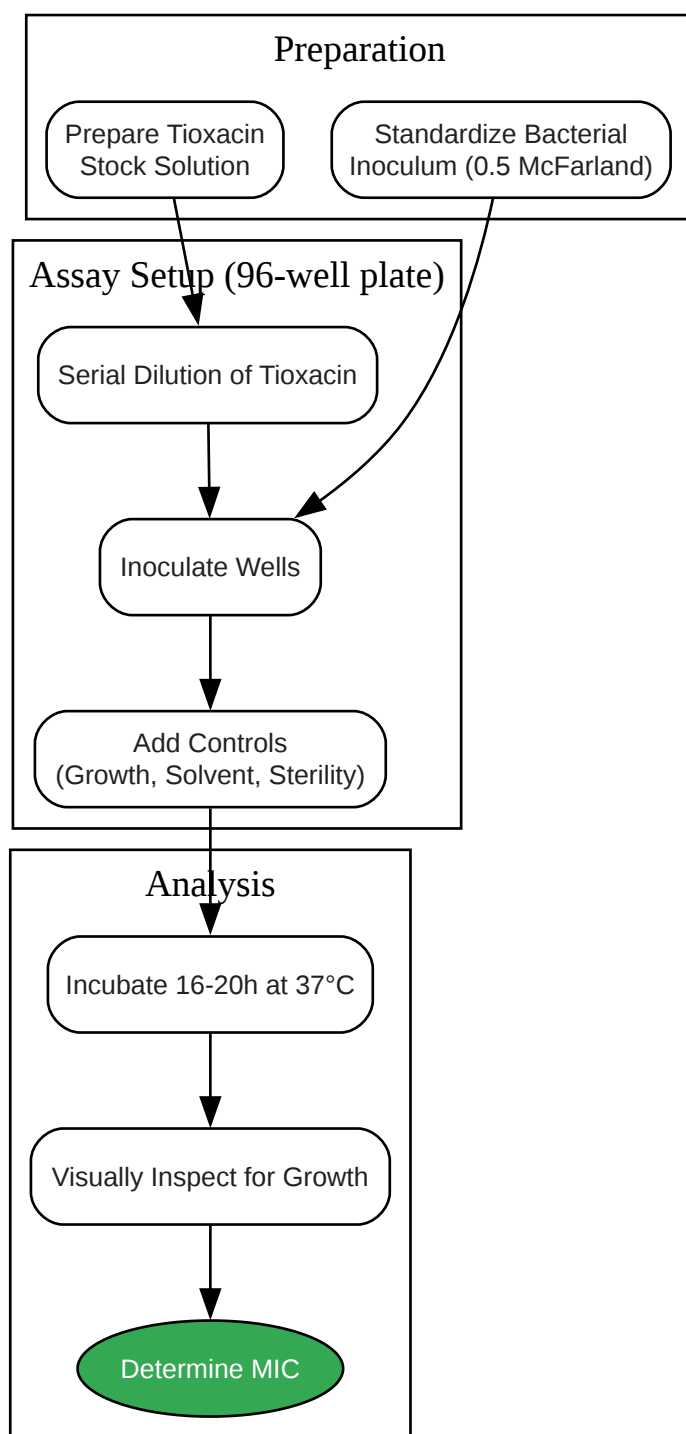 Preparation
Prepare Tioxacin
Stock Solution
Standardize Bacterial
Inoculum (0.5 McFarland)
Assay Setup (96-well plate)
Serial Dilution of Tioxacin
Inoculate Wells
Add Controls
(Growth, Solvent, Sterility)
Analysis
Incubate 16-20h at 37°C
Visually Inspect for Growth
Determine MIC